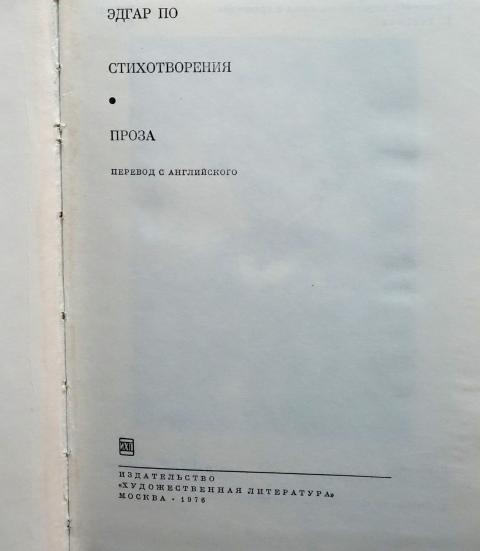 ЭДГАР ПО
СТИХОТВОРЕНИЯ
•
ПРОЗА
ПЕРЕВОД С АНГЛИЙСКОГО
ИЗДАТЕЛЬСТВО
«ХУДОЖЕСТВЕННАЯ ЛИТЕРАТУРА»
МОСКВА · 1976